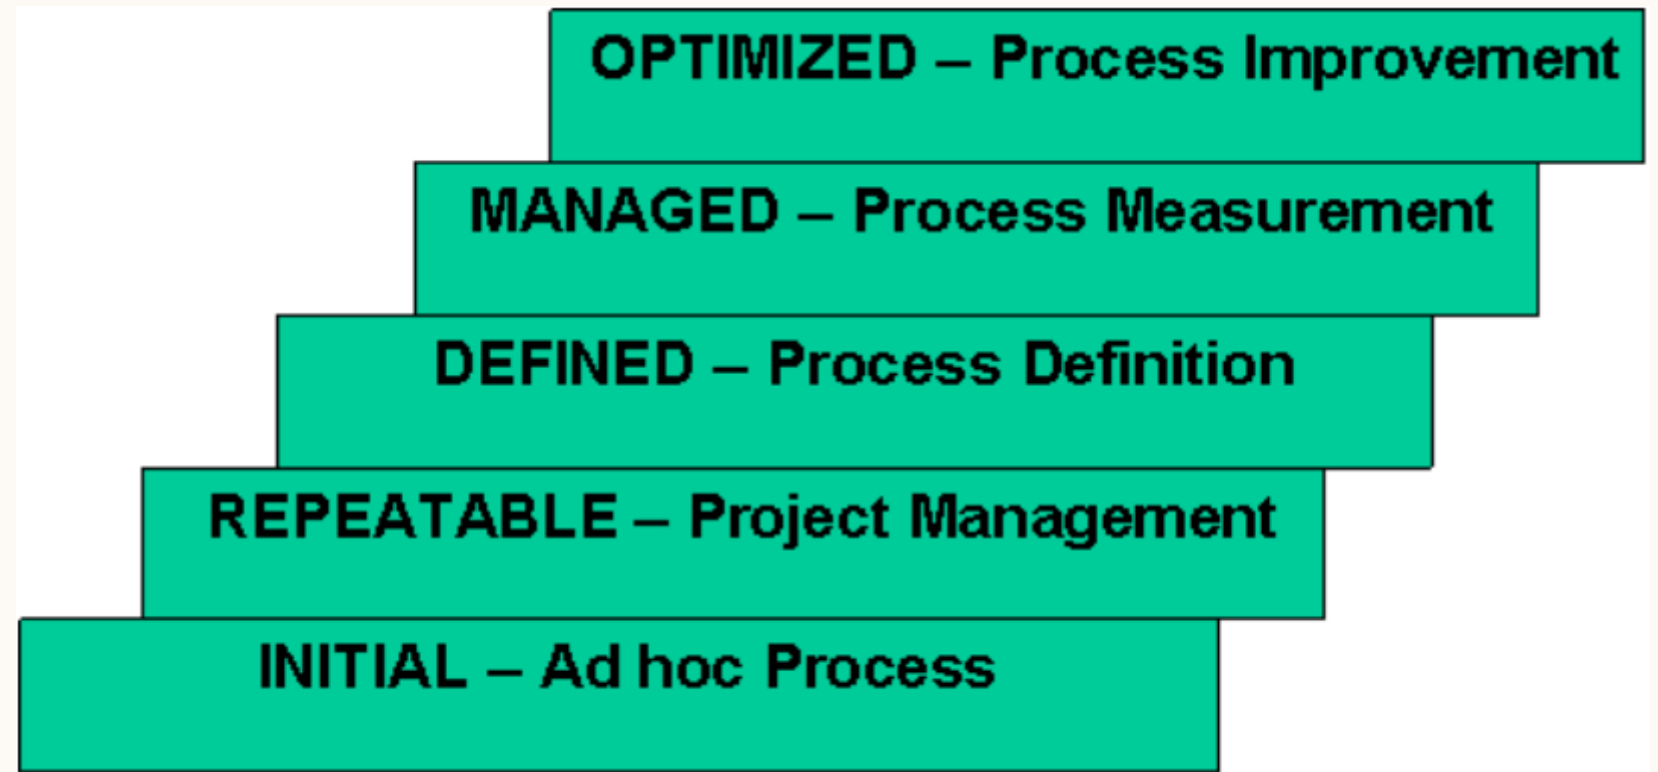 OPTIMIZED – Process Improvement
MANAGED – Process Measurement
DEFINED – Process Definition
REPEATABLE – Project Management
INITIAL – Ad hoc Process